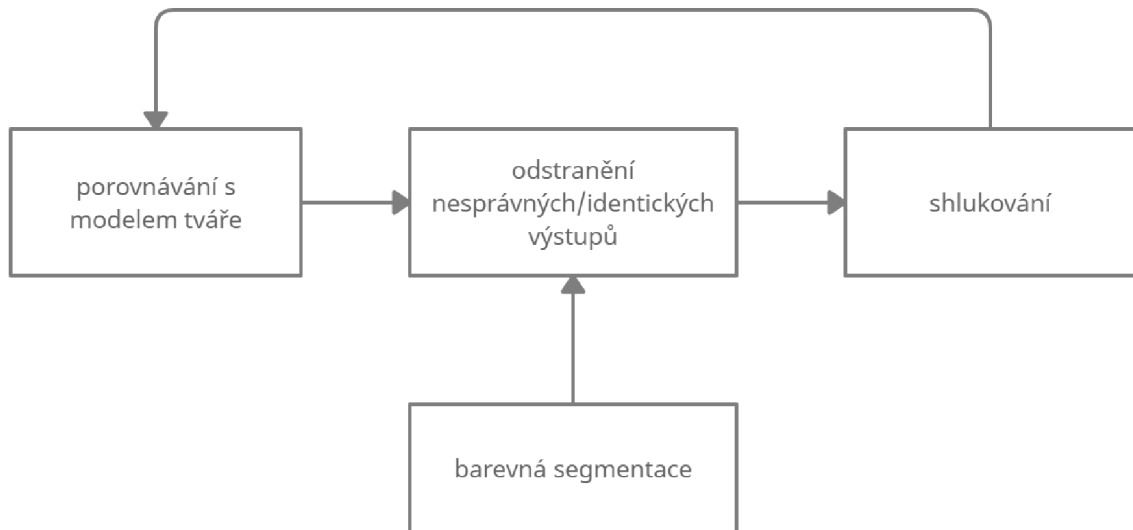 porovnávání s
modelem tváře
odstranění
nesprávných/identických
výstupů
shlukování
barevná segmentace